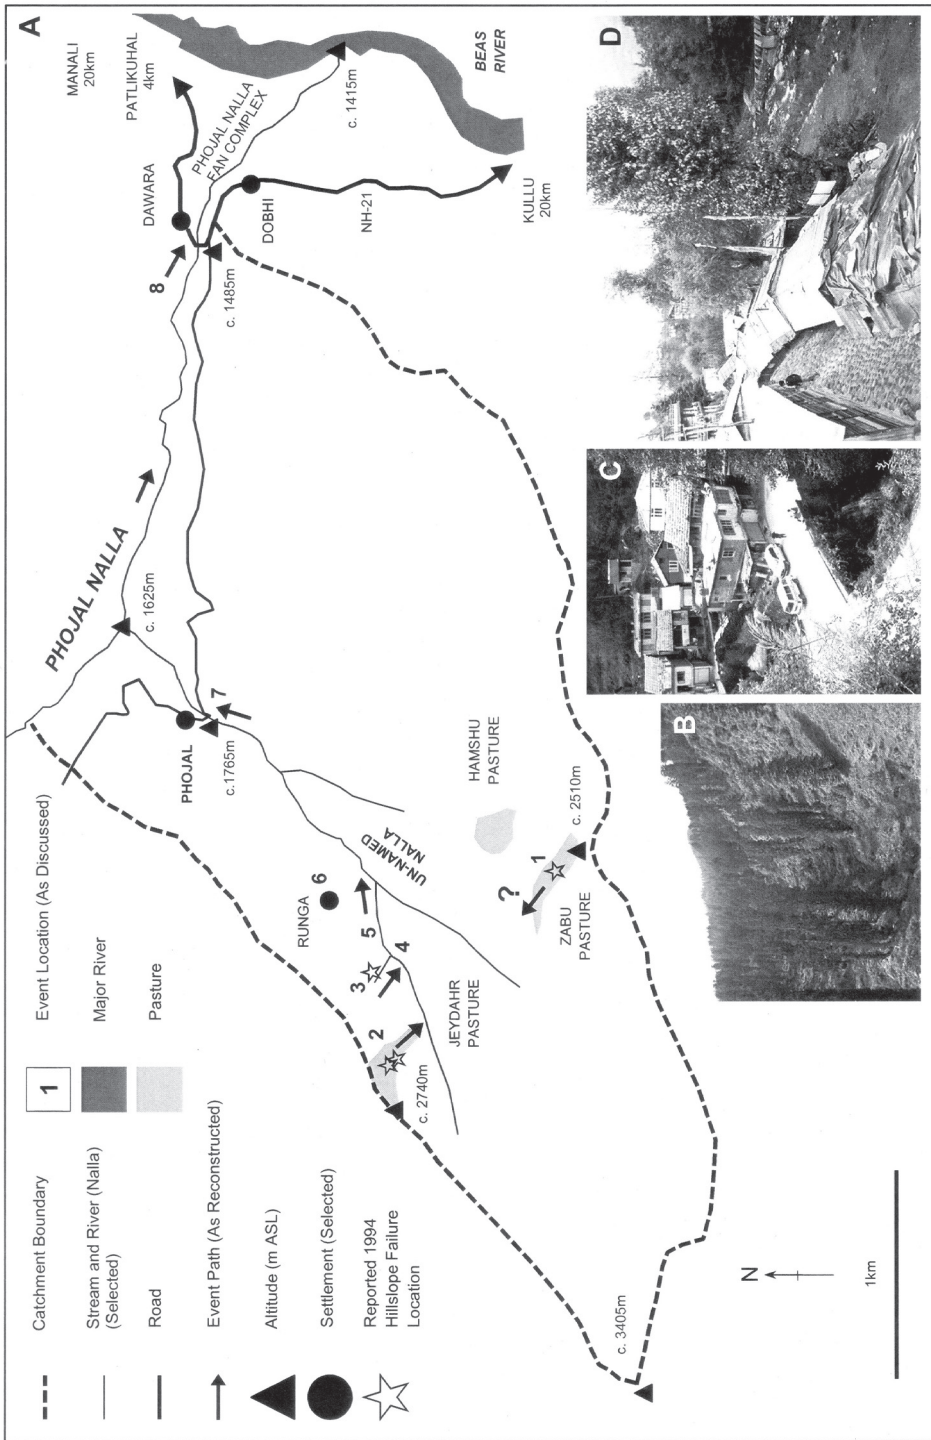 A
Catchment Boundary
Stream and River (Nalla)
(Selected)
Road
Event Path (As Reconstructed)
Altitude (m ASL)
Settlement (Selected)
Reported 1994
Hillslope Failure
Location
1
Event Location (As Discussed)
Major River
Pasture
MANALI
20km
PATLIKUHAL
4km
DAWARA
PHOJAL NALLA
FAN COMPLEX
BEAS
RIVER
c. 1415m
8
PHOJAL NALLA
c. 1625m
c. 1485m
DOBHI
NH-21
KULLU
20km
PHOJAL
7
c.1765m
UN-NAMED
NALLA
HAMSHU
PASTURE
RUNGA
6
5
4
3
2
JEYDAHR
PASTURE
c. 2740m
?
1
ZABU
PASTURE
c. 2510m
c. 3405m
N
1km
B
C
D